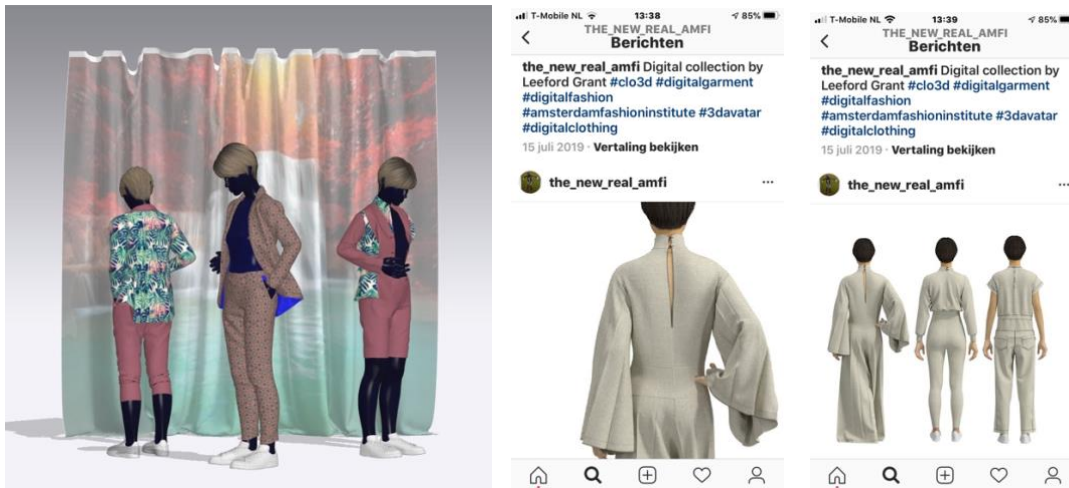 T-Mobile NL 13:38 85%
THE_NEW_REAL_AMFI
Berichten
the_new_real_amfi Digital collection by
Leeford Grant #clo3d #digitalgarment
#digitalfashion
#amsterdamfashioninstitute #3davatar
#digitalclothing
15 juli 2019 · Vertaling bekijken
the_new_real_amfi
T-Mobile NL 13:39 85%
THE_NEW_REAL_AMFI
Berichten
the_new_real_amfi Digital collection by
Leeford Grant #clo3d #digitalgarment
#digitalfashion
#amsterdamfashioninstitute #3davatar
#digitalclothing
15 juli 2019 · Vertaling bekijken
the_new_real_amfi